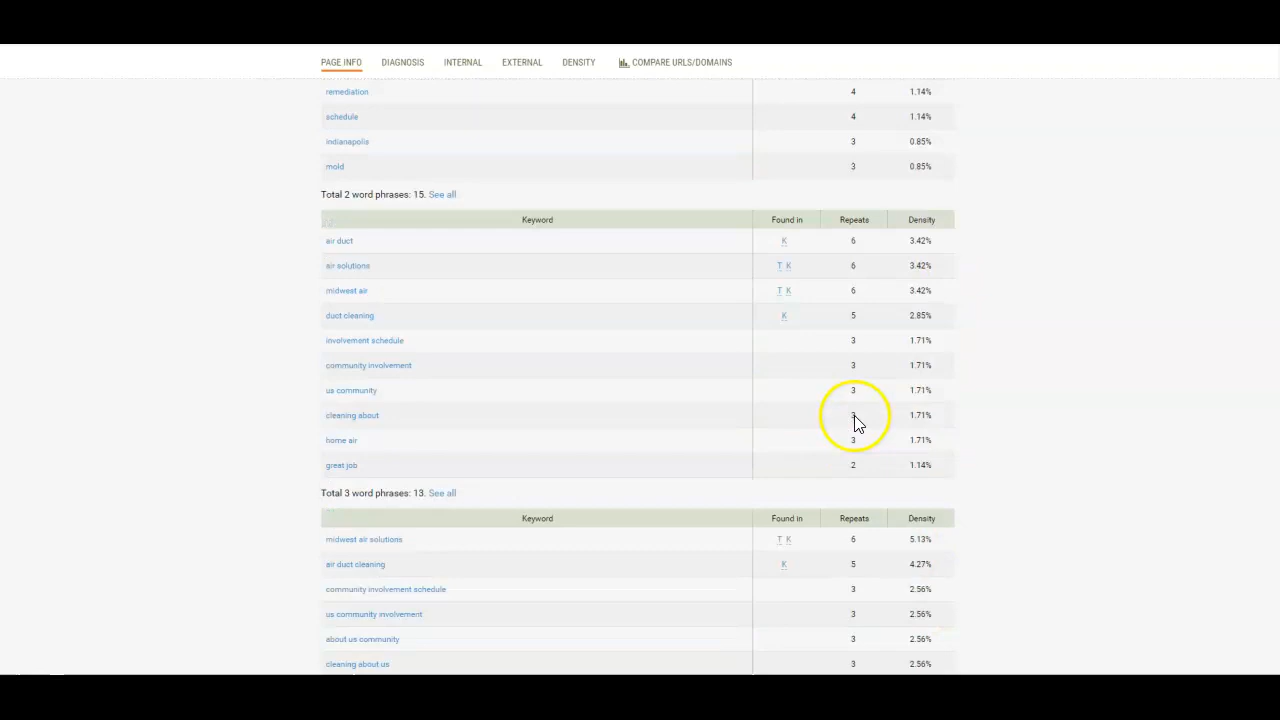 PAGE INFO DIAGNOSIS INTERNAL EXTERNAL DENSITY COMPARE URLS/DOMAINS
remediation 4 1.14%
schedule 4 1.14%
indianapolis 3 0.85%
mold 3 0.85%
Total 2 word phrases: 15. See all
Keyword Found in Repeats Density
air duct K 6 3.42%
air solutions T K 6 3.42%
midwest air T K 6 3.42%
duct cleaning K 5 2.85%
involvement schedule 3 1.71%
community involvement 3 1.71%
us community 3 1.71%
cleaning about 3 1.71%
home air 3 1.71%
great job 2 1.14%
Total 3 word phrases: 13. See all
Keyword Found in Repeats Density
midwest air solutions T K 6 5.13%
air duct cleaning K 5 4.27%
community involvement schedule 3 2.56%
us community involvement 3 2.56%
about us community 3 2.56%
cleaning about us 3 2.56%